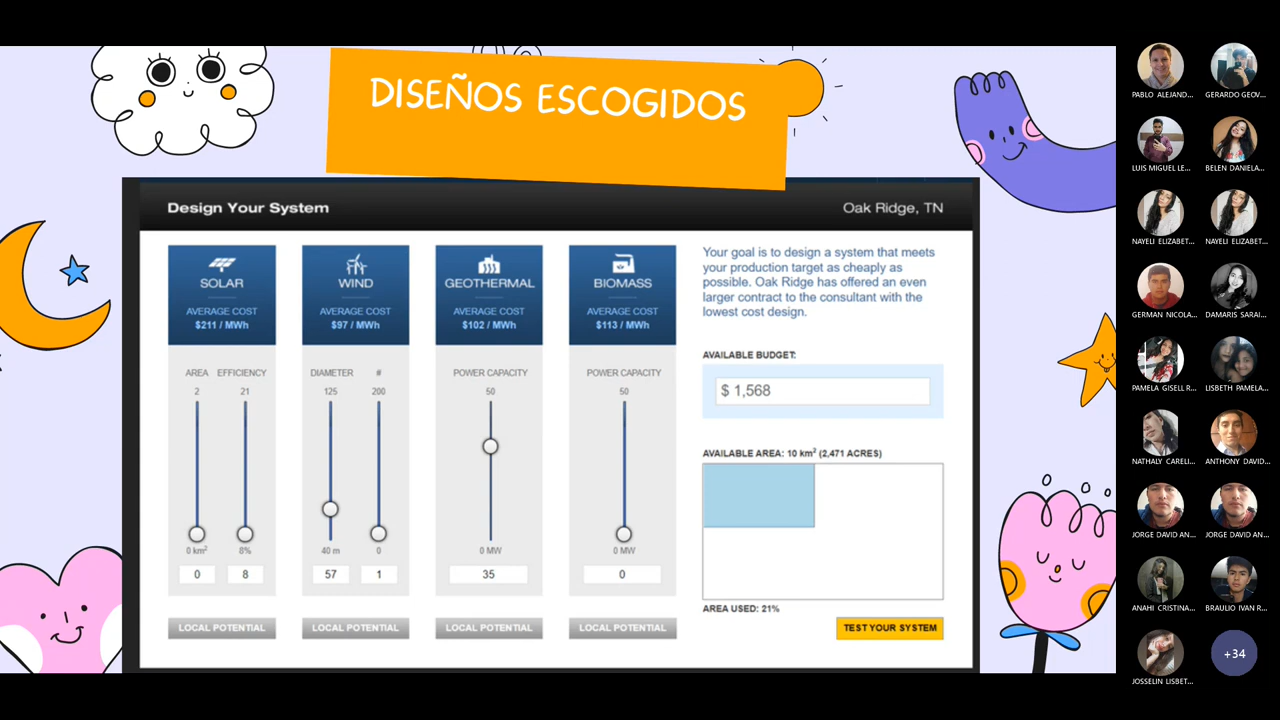 DISEÑOS ESCOGIDOS
Design Your System
Oak Ridge, TN
SOLAR
AVERAGE COST
$211 / MWh
AREA EFFICIENCY
2 21
0 km² 8%
0 8
LOCAL POTENTIAL
WIND
AVERAGE COST
$97 / MWh
DIAMETER #
125 200
40 m 0
57 1
LOCAL POTENTIAL
GEOTHERMAL
AVERAGE COST
$102 / MWh
POWER CAPACITY
50
0 MW
35
LOCAL POTENTIAL
BIOMASS
AVERAGE COST
$113 / MWh
POWER CAPACITY
50
0 MW
0
LOCAL POTENTIAL
Your goal is to design a system that meets
your production target as cheaply as
possible. Oak Ridge has offered an even
larger contract to the consultant with the
lowest cost design.
AVAILABLE BUDGET:
$ 1,568
AVAILABLE AREA: 10 km² (2,471 ACRES)
AREA USED: 21%
TEST YOUR SYSTEM
PABLO ALEJAND...
GERARDO GEOV...
LUIS MIGUEL LE...
BELEN DANIELA...
NAYELI ELIZABET...
NAYELI ELIZABET...
GERMAN NICOLA...
DAMARIS SARAI...
PAMELA GISELL R...
LISBETH PAMELA...
NATHALY CARELI...
ANTHONY DAVID...
JORGE DAVID AN...
JORGE DAVID AN...
ANAHI CRISTINA...
BRAULIO IVAN R...
JOSSELIN LISBET...
+34